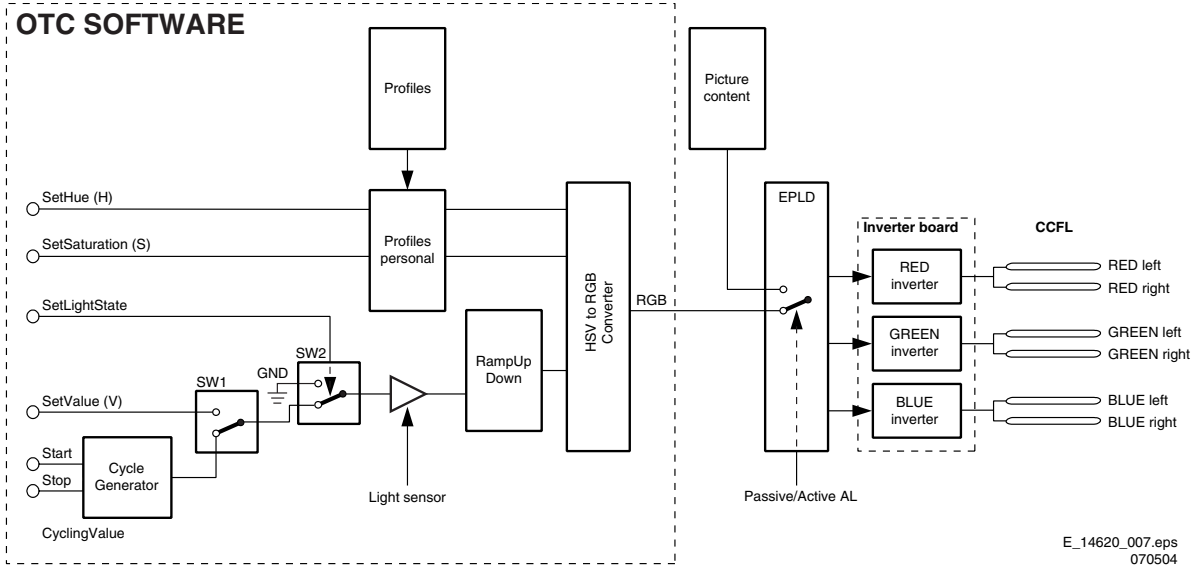 OTC SOFTWARE
Profiles
Picture
content
SetHue (H)
SetSaturation (S)
Profiles
personal
SetLightState
HSV to RGB
Converter
RGB
EPLD
Inverter board
CCFL
RED
inverter
RED left
RED right
GREEN
inverter
GREEN left
GREEN right
BLUE
inverter
BLUE left
BLUE right
SW2
GND
SW1
RampUp
Down
SetValue (V)
Start
Stop
Cycle
Generator
CyclingValue
Light sensor
Passive/Active AL
E_14620_007.eps
070504